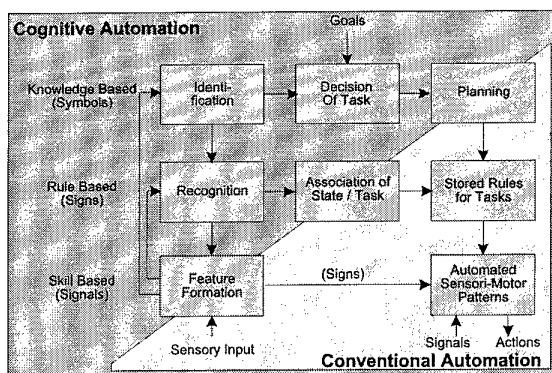 Cognitive Automation
Goals
Knowledge Based
(Symbols)
Identi-
fication
Decision
Of Task
Planning
Rule Based
(Signs)
Recognition
Association of
State / Task
Stored Rules
for Tasks
Skill Based
(Signals)
Feature
Formation
(Signs)
Automated
Sensori-Motor
Patterns
Sensory Input
Signals
Actions
Conventional Automation